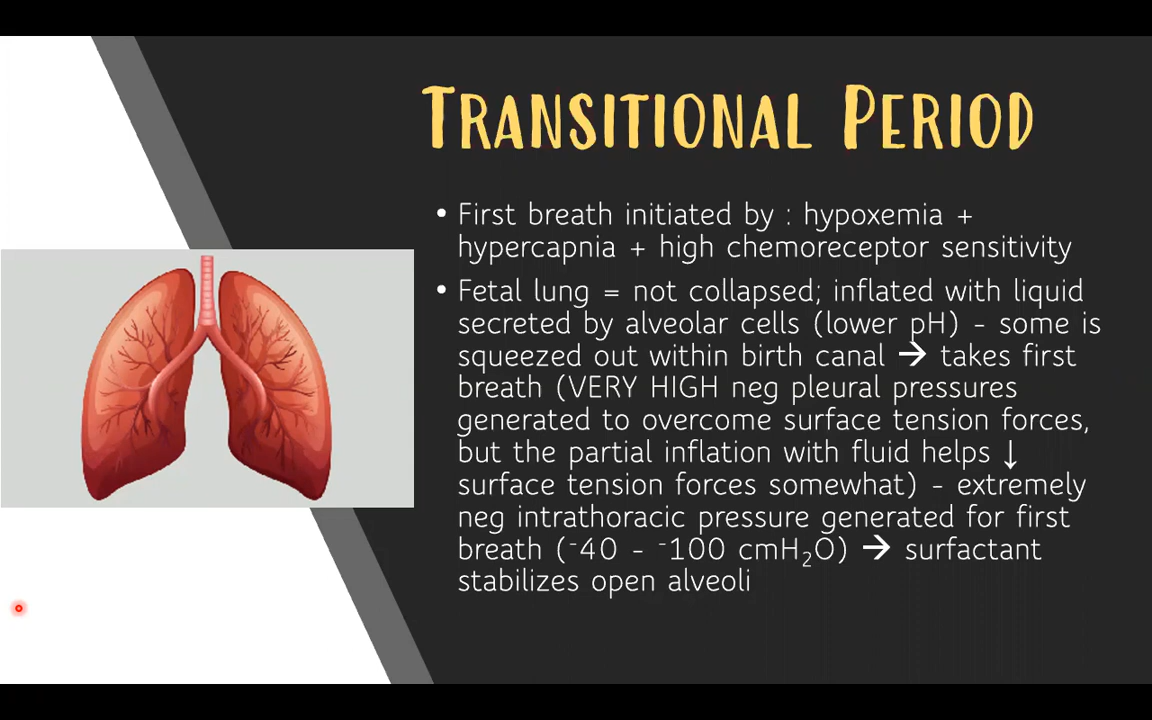 TRANSITIONAL PERIOD
• First breath initiated by : hypoxemia +
hypercapnia + high chemoreceptor sensitivity
• Fetal lung = not collapsed; inflated with liquid
secreted by alveolar cells (lower pH) - some is
squeezed out within birth canal → takes first
breath (VERY HIGH neg pleural pressures
generated to overcome surface tension forces,
but the partial inflation with fluid helps ↓
surface tension forces somewhat) - extremely
neg intrathoracic pressure generated for first
breath (⁻40 - ⁻100 cmH₂O) → surfactant
stabilizes open alveoli